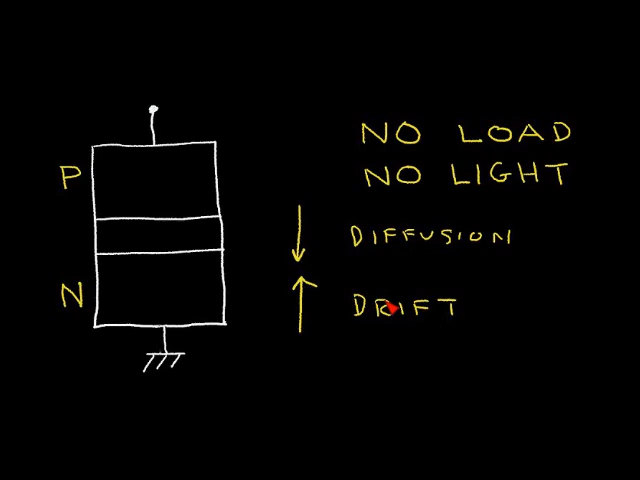 NO LOAD
P
NO LIGHT
DIFFUSION
N
DRIFT